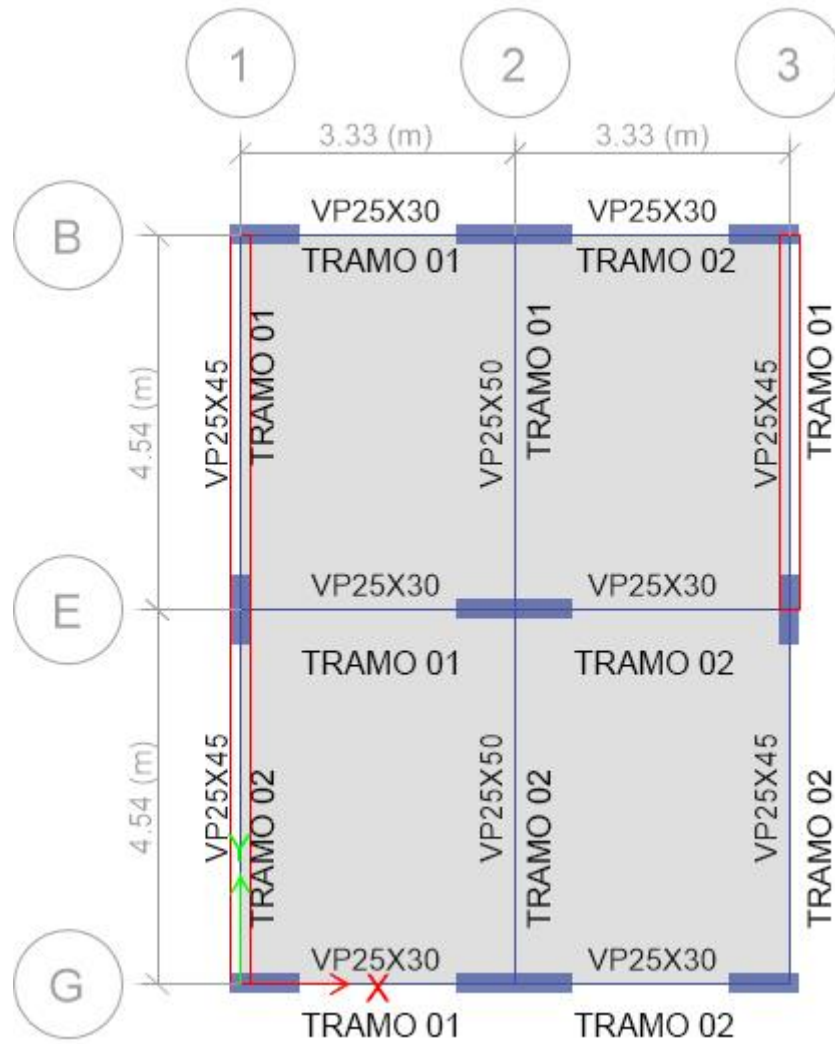 1
2
3
3.33 (m)
3.33 (m)
B
VP25X30
VP25X30
TRAMO 01
TRAMO 02
4.54 (m)
VP25X45
TRAMO 01
VP25X50
TRAMO 01
VP25X45
TRAMO 01
E
VP25X30
VP25X30
TRAMO 01
TRAMO 02
4.54 (m)
VP25X45
TRAMO 02
VP25X50
TRAMO 02
VP25X45
TRAMO 02
Y
G
VP25X30
VP25X30
X
TRAMO 01
TRAMO 02